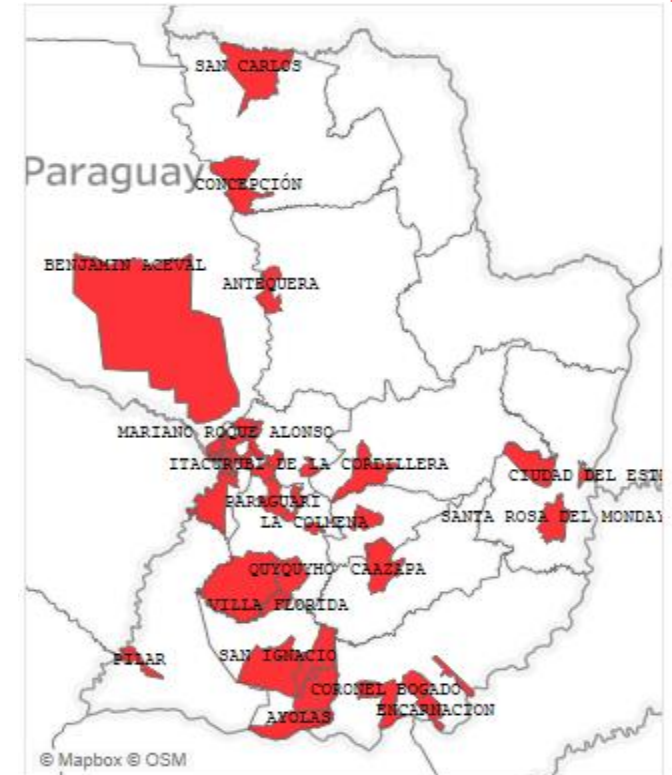 SAN CARLOS
Paraguay
CONCEPCIÓN
BENJAMIN ACEVAL
ANTEQUERA
MARIANO ROQUE ALONSO
ITACURUBI DE LA CORDILLERA
CIUDAD DEL EST
PARAGUARI
LA COLMENA
SANTA ROSA DEL MONDAY
QUYQUYHO
CAAZAPA
VILLA FLORIDA
PILAR
SAN IGNACIO
CORONEL BOGADO
ENCARNACION
AYOLAS
© Mapbox © OSM